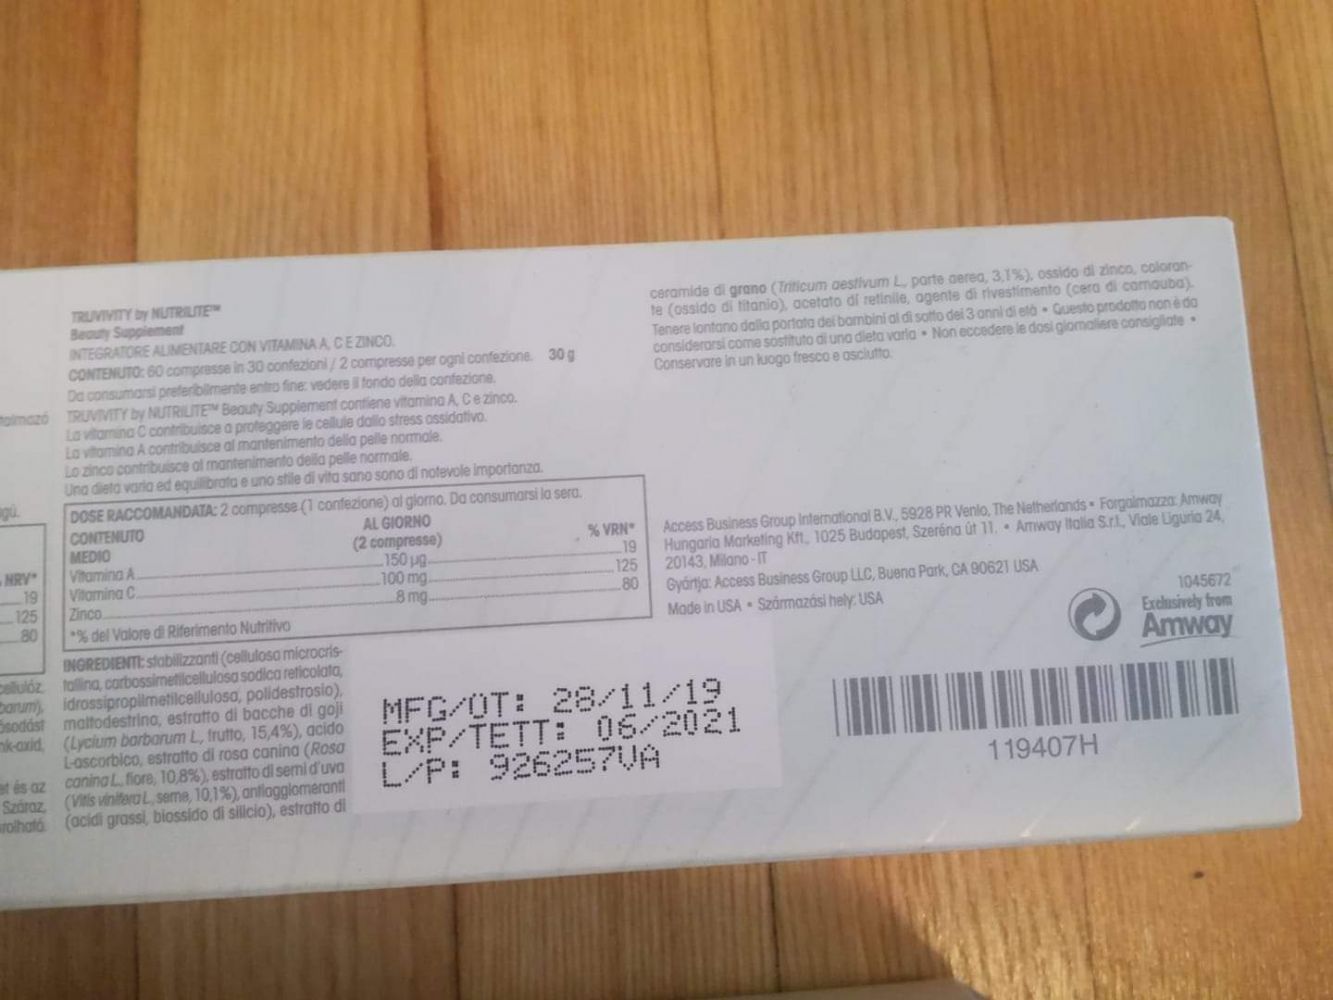 TRUVIVITY by NUTRILITE™
Beauty Supplement
INTEGRATORE ALIMENTARE CON VITAMINA A, C E ZINCO.
CONTENUTO: 60 compresse in 30 confezioni / 2 compresse per ogni confezione. 30 g
Da consumarsi preferibilmente entro fine: vedere il fondo della confezione.
TRUVIVITY by NUTRILITE™ Beauty Supplement contiene vitamina A, C e zinco.
La vitamina C contribuisce a proteggere le cellule dallo stress ossidativo.
La vitamina A contribuisce al mantenimento della pelle normale.
Lo zinco contribuisce al mantenimento della pelle normale.
Una dieta varia ed equilibrata e uno stile di vita sano sono di notevole importanza.
DOSE RACCOMANDATA: 2 compresse (1 confezione) al giorno. Da consumarsi la sera.
CONTENUTO MEDIO AL GIORNO (2 compresse) % VRN*
Vitamina A 150 µg 19
Vitamina C 100 mg 125
Zinco 8 mg 80
*% del Valore di Riferimento Nutritivo
INGREDIENTI: stabilizzanti (cellulosa microcris-
tallina, carbossimetilcellulosa sodica reticolata,
idrossipropilmetilcellulosa, polidestrosio),
maltodestrina, estratto di bacche di goji
(Lycium barbarum L., frutto, 15,4%), acido
L-ascorbico, estratto di rosa canina (Rosa
canina L., fiore, 10,8%), estratto di semi d'uva
(Vitis vinifera L., seme, 10,1%), antiagglomeranti
(acidi grassi, biossido di silicio), estratto di
ceramide di grano (Triticum aestivum L., parte aerea, 3,1%), ossido di zinco, coloran-
te (ossido di titanio), acetato di retinile, agente di rivestimento (cera di carnauba).
Tenere lontano dalla portata dei bambini al di sotto dei 3 anni di età • Questo prodotto non è da
considerarsi come sostituto di una dieta varia • Non eccedere le dosi giornaliere consigliate •
Conservare in un luogo fresco e asciutto.
Access Business Group International B.V., 5928 PR Venlo, The Netherlands • Forgalmazza: Amway
Hungaria Marketing Kft., 1025 Budapest, Szeréna út 11. • Amway Italia S.r.l., Viale Liguria 24,
20143, Milano - IT
Gyártja: Access Business Group LLC, Buena Park, CA 90621 USA
Made in USA • Származási hely: USA
1045672
Exclusively from
Amway
MFG/OT: 28/11/19
EXP/TETT: 06/2021
L/P: 926257VA
119407H
NRV*
19
125
80